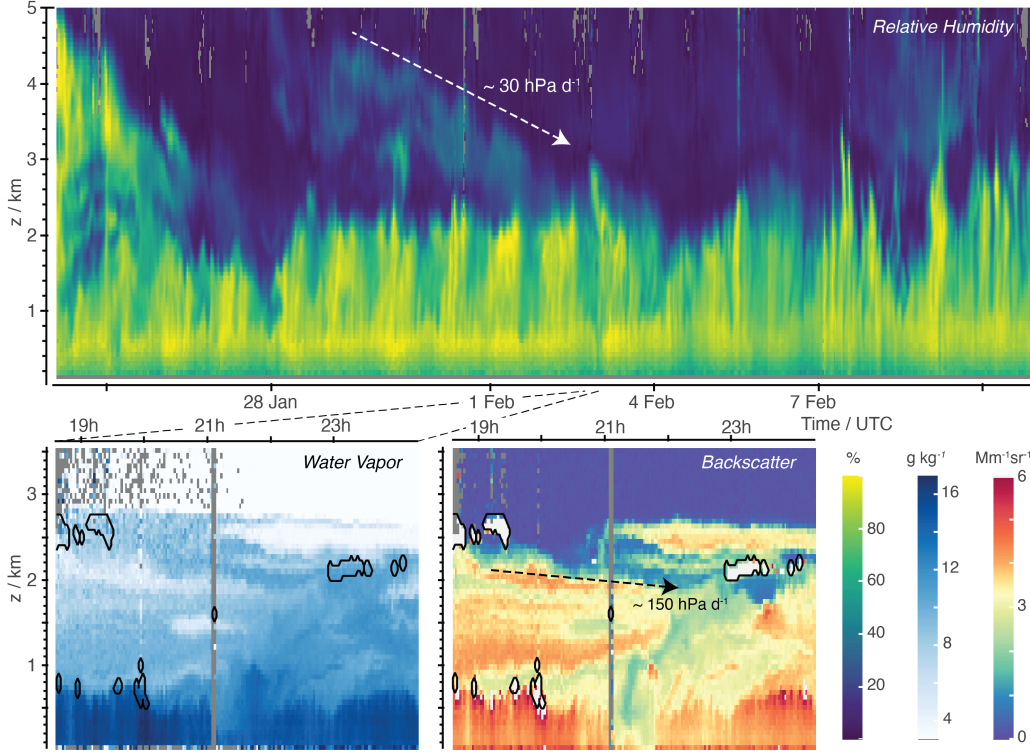 5
4
3
2
1
z / km
Relative Humidity
~ 30 hPa d⁻¹
28 Jan
1 Feb
4 Feb
7 Feb
Time / UTC
19h
21h
23h
19h
21h
23h
Water Vapor
Backscatter
3
2
1
z / km
~ 150 hPa d⁻¹
%
80
60
40
20
g kg⁻¹
16
12
8
4
Mm⁻¹sr⁻¹
6
3
0